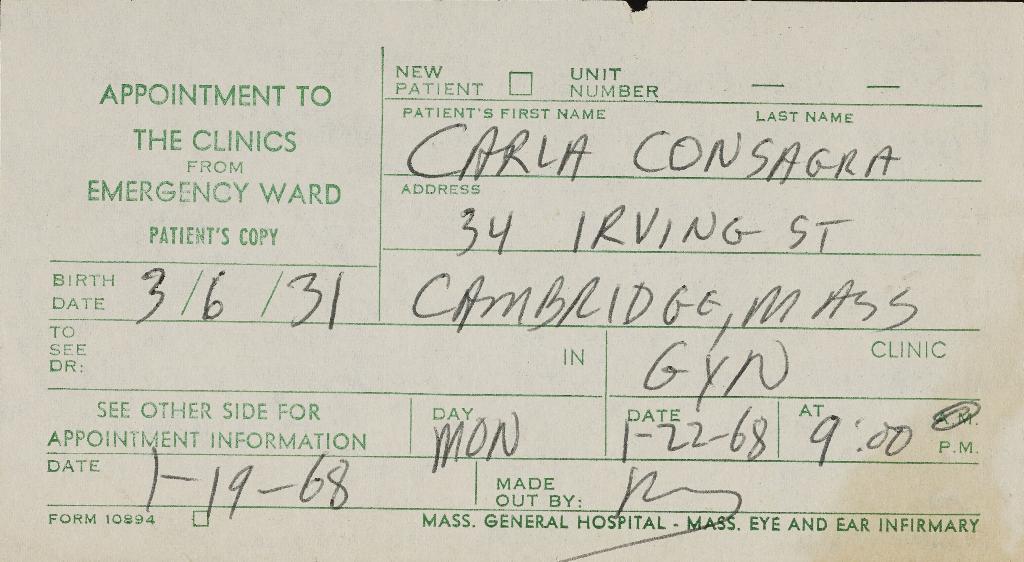 APPOINTMENT TO
THE CLINICS
FROM
EMERGENCY WARD
PATIENT'S COPY
NEW PATIENT UNIT NUMBER — —
PATIENT'S FIRST NAME LAST NAME
CARLA CONSAGRA
ADDRESS
34 IRVING ST
BIRTH DATE 3/6/31
CAMBRIDGE, MASS
TO SEE DR: IN GYN CLINIC
SEE OTHER SIDE FOR
APPOINTMENT INFORMATION
DAY MON DATE 1-22-68 AT 9:00 A.M. P.M.
DATE 1-19-68 MADE OUT BY:
FORM 10894 MASS. GENERAL HOSPITAL - MASS. EYE AND EAR INFIRMARY